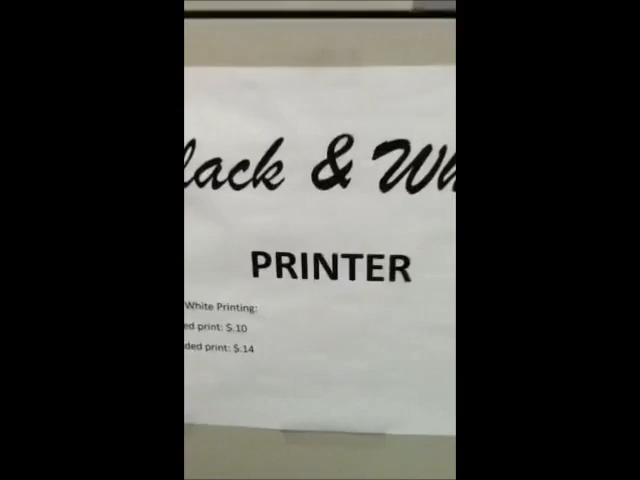 lack & Wh
PRINTER
White Printing:
ed print: $.10
ded print: $.14